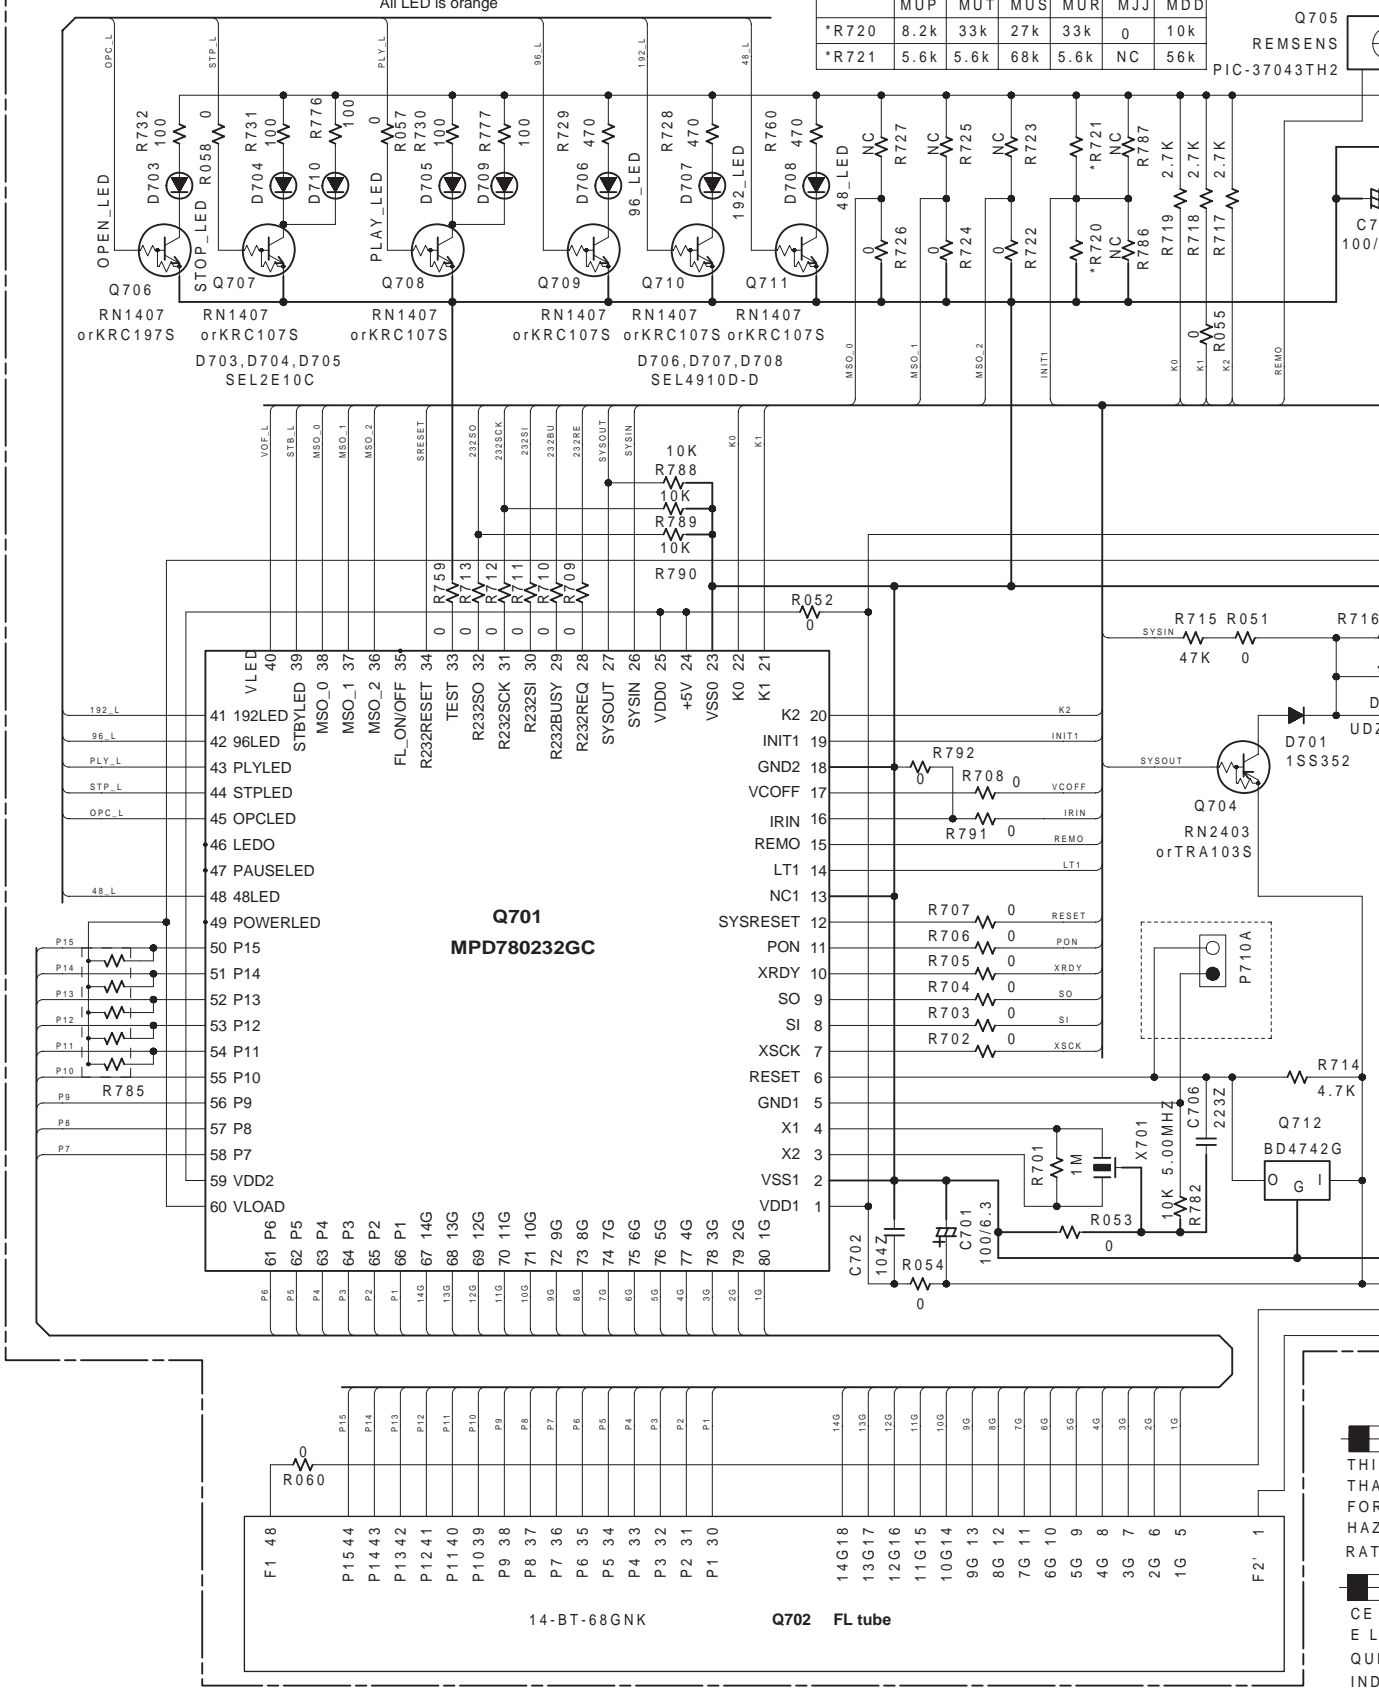 All LED is orange
MUP MUT MUS MUR MJJ MDD
*R720 8.2k 33k 27k 33k 0 10k
*R721 5.6k 5.6k 68k 5.6k NC 56k
Q705
REMSENS
PIC-37043TH2
OPC_L STP_L PLY_L 96_L 192_L 48_L
R732 100 R058 0 R731 100 R776 100 R057 0 R730 100 R777 100 R729 470 R728 470 R760 470
NC R727 NC R725 NC R723 *R721 NC R787 2.7K 2.7K 2.7K
D703 D704 D710 D705 D709 D706 D707 D708
OPEN_LED STOP_LED PLAY_LED 96_LED 192_LED 48_LED
0 R726 0 R724 0 R722 *R720 NC R786 R719 R718 R717
C7
100/
Q706 Q707 Q708 Q709 Q710 Q711
RN1407 RN1407 RN1407 RN1407 RN1407 RN1407
orKRC197S orKRC107S orKRC107S orKRC107S orKRC107S orKRC107S
D703,D704,D705
SEL2E10C
D706,D707,D708
SEL4910D-D
MSO_0 MSO_1 MSO_2 INIT1 K0 K1 K2 REMO
0 R055
VOF_L STB_L MSO_0 MSO_1 MSO_2 SRESET 232SO 232SCK 232SI 232BU 232RE SYSOUT SYSIN K0 K1
10K
R788
10K
R789
10K
R790
R759 R713 R712 R711 R710 R709
0 0 0 0 0 0
R052
0
R715 R051 R716
SYSIN
47K 0
40 VLED
39 STBYLED
38 MSO_0
37 MSO_1
36 MSO_2
35 FL_ON/OFF
34 R232RESET
33 TEST
32 R232SO
31 R232SCK
30 R232SI
29 R232BUSY
28 R232REQ
27 SYSOUT
26 SYSIN
25 VDD0
24 +5V
23 VSS0
22 K0
21 K1
192_L 41 192LED
96_L 42 96LED
PLY_L 43 PLYLED
STP_L 44 STPLED
OPC_L 45 OPCLED
46 LEDO
47 PAUSELED
48_L 48 48LED
49 POWERLED
P15 50 P15
P14 51 P14
P13 52 P13
P12 53 P12
P11 54 P11
P10 55 P10
R785
P9 56 P9
P8 57 P8
P7 58 P7
59 VDD2
60 VLOAD
Q701
MPD780232GC
K2 20 K2
INIT1 19 INIT1
GND2 18 R792 0
VCOFF 17 R708 0 VCOFF
IRIN 16 R791 0 IRIN
REMO 15 REMO
LT1 14 LT1
NC1 13
SYSRESET 12 R707 0 RESET
PON 11 R706 0 PON
XRDY 10 R705 0 XRDY
SO 9 R704 0 SO
SI 8 R703 0 SI
XSCK 7 R702 0 XSCK
RESET 6
GND1 5
X1 4
X2 3
VSS1 2
VDD1 1
D701
1SS352
D
UDZ
SYSOUT
Q704
RN2403
orTRA103S
P710A
R714
4.7K
C706 223Z
Q712
BD4742G
O G I
R701 1M
X701 5.00MHZ
10K R782
R053
0
C702 104Z
C701 100/6.3
+
R054
0
61 P6
62 P5
63 P4
64 P3
65 P2
66 P1
67 14G
68 13G
69 12G
70 11G
71 10G
72 9G
73 8G
74 7G
75 6G
76 5G
77 4G
78 3G
79 2G
80 1G
P6 P5 P4 P3 P2 P1 14G 13G 12G 11G 10G 9G 8G 7G 6G 5G 4G 3G 2G 1G
P15 P14 P13 P12 P11 P10 P9 P8 P7 P6 P5 P4 P3 P2 P1 14G 13G 12G 11G 10G 9G 8G 7G 6G 5G 4G 3G 2G 1G
0
R060
F1 48
P15 44
P14 43
P13 42
P12 41
P11 40
P10 39
P9 38
P8 37
P7 36
P6 35
P5 34
P4 33
P3 32
P2 31
P1 30
14G 18
13G 17
12G 16
11G 15
10G 14
9G 13
8G 12
7G 11
6G 10
5G 9
4G 8
3G 7
2G 6
1G 5
F2' 1
14-BT-68GNK Q702 FL tube
THI
THA
FOR
HAZ
RAT
CE
E L
QUI
IND